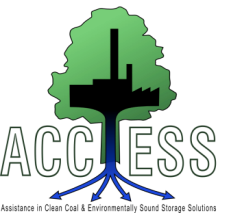 ACCESS
Assistance in Clean Coal & Environmentally Sound Storage Solutions